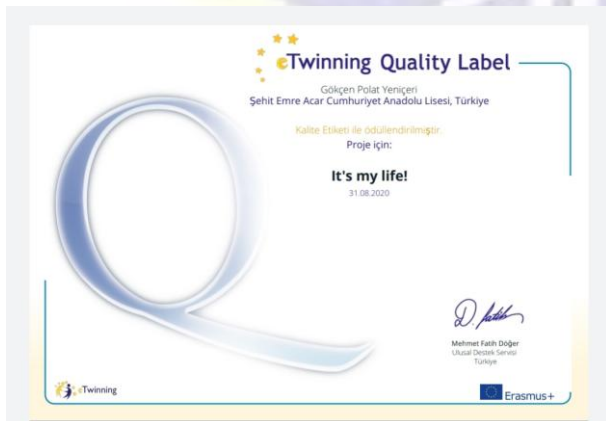 eTwinning Quality Label
Gökçen Polat Yeniçeri
Şehit Emre Acar Cumhuriyet Anadolu Lisesi, Türkiye
Kalite Etiketi ile ödüllendirilmiştir.
Proje için:
It's my life!
31.08.2020
Mehmet Fatih Döğer
Ulusal Destek Servisi
Türkiye
eTwinning
Erasmus+